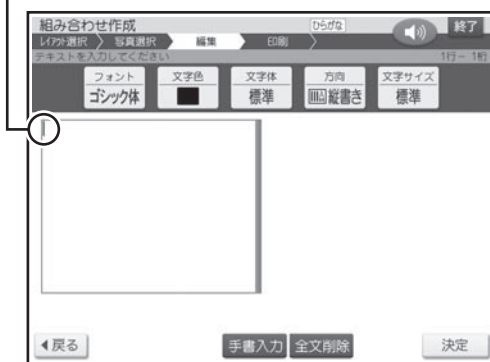 組み合わせ作成 ひらがな 終了
レイアウト選択 写真選択 編集 印刷
テキストを入力してください 1行－ 1桁
フォント 文字色 文字体 方向 文字サイズ
ゴシック体 標準 縦書き 標準
戻る 手書入力 全文削除 決定